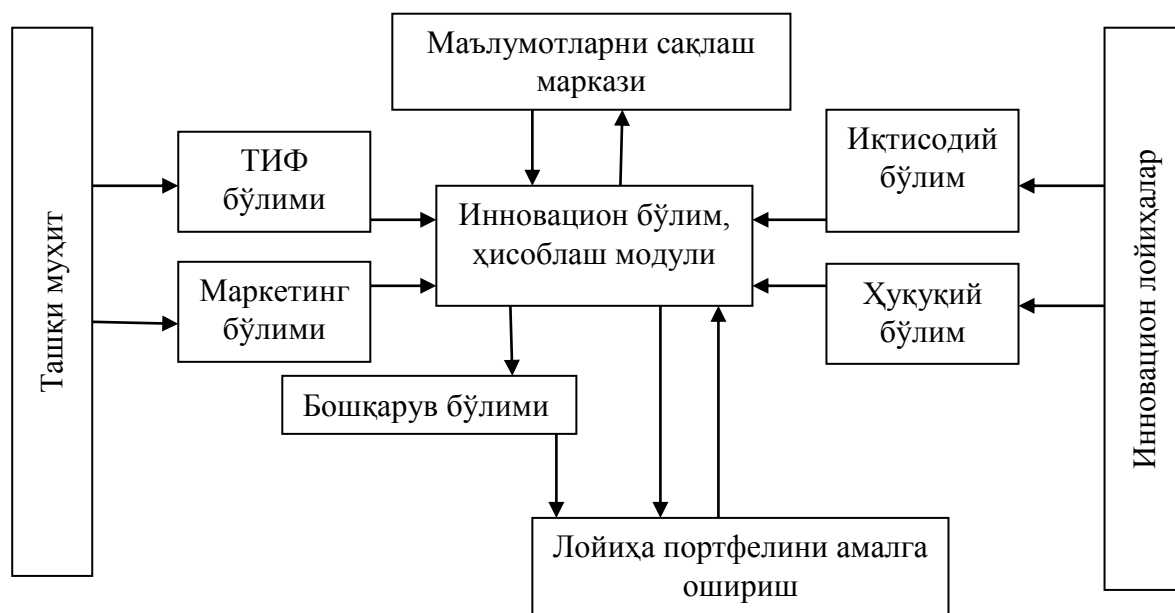 Ташқи муҳит
Маълумотларни сақлаш
маркази
ТИФ
бўлими
Маркетинг
бўлими
Инновацион бўлим,
ҳисоблаш модули
Иқтисодий
бўлим
Ҳуқуқий
бўлим
Бошқарув бўлими
Лойиҳа портфелини амалга
ошириш
Инновацион лойиҳалар